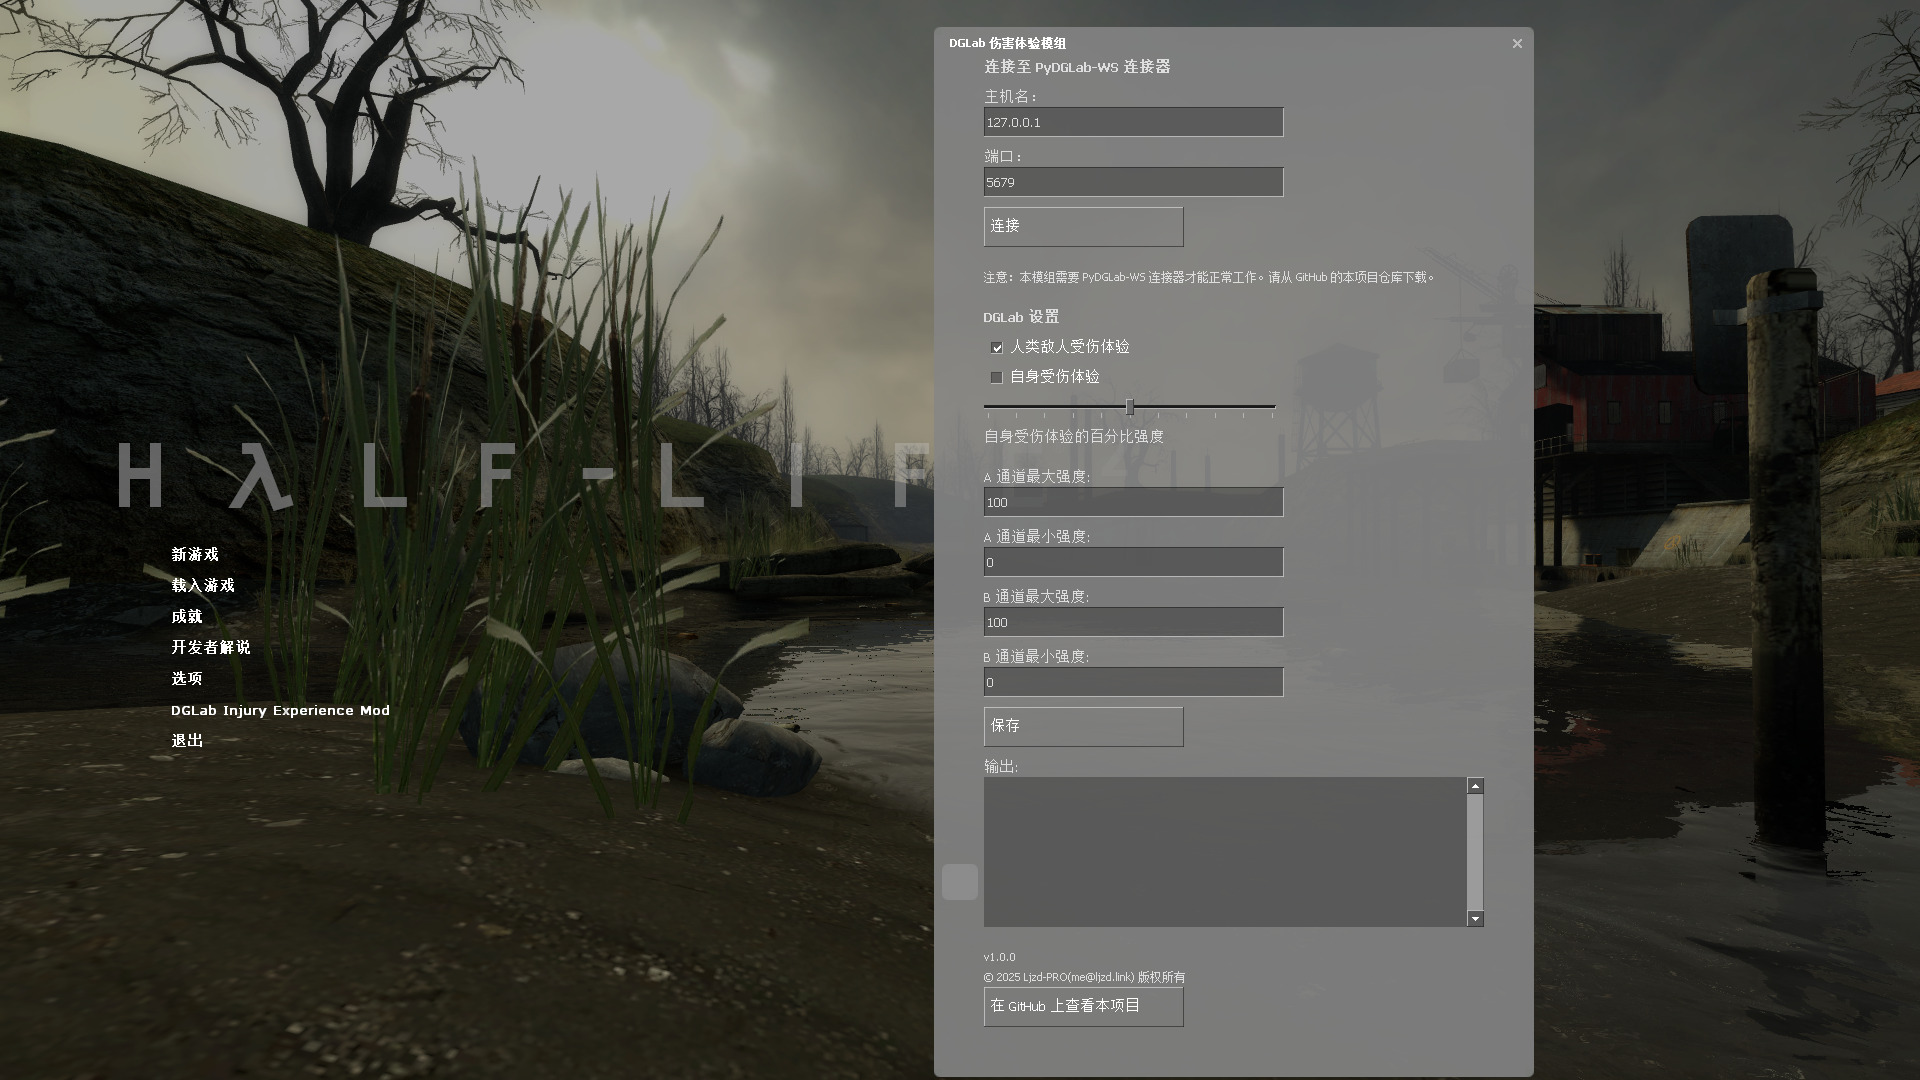 HλLF-LIFE
新游戏
载入游戏
成就
开发者解说
选项
DGLab Injury Experience Mod
退出
DGLab 伤害体验模组
连接至 PyDGLab-WS 连接器
主机名：
127.0.0.1
端口：
5679
连接
注意：本模组需要 PyDGLab-WS 连接器才能正常工作。请从 GitHub 的本项目仓库下载。
DGLab 设置
人类敌人受伤体验
自身受伤体验
自身受伤体验的百分比强度
A 通道最大强度:
100
A 通道最小强度:
0
B 通道最大强度:
100
B 通道最小强度:
0
保存
输出:
v1.0.0
© 2025 Ljzd-PRO(me@ljzd.link) 版权所有
在 GitHub 上查看本项目